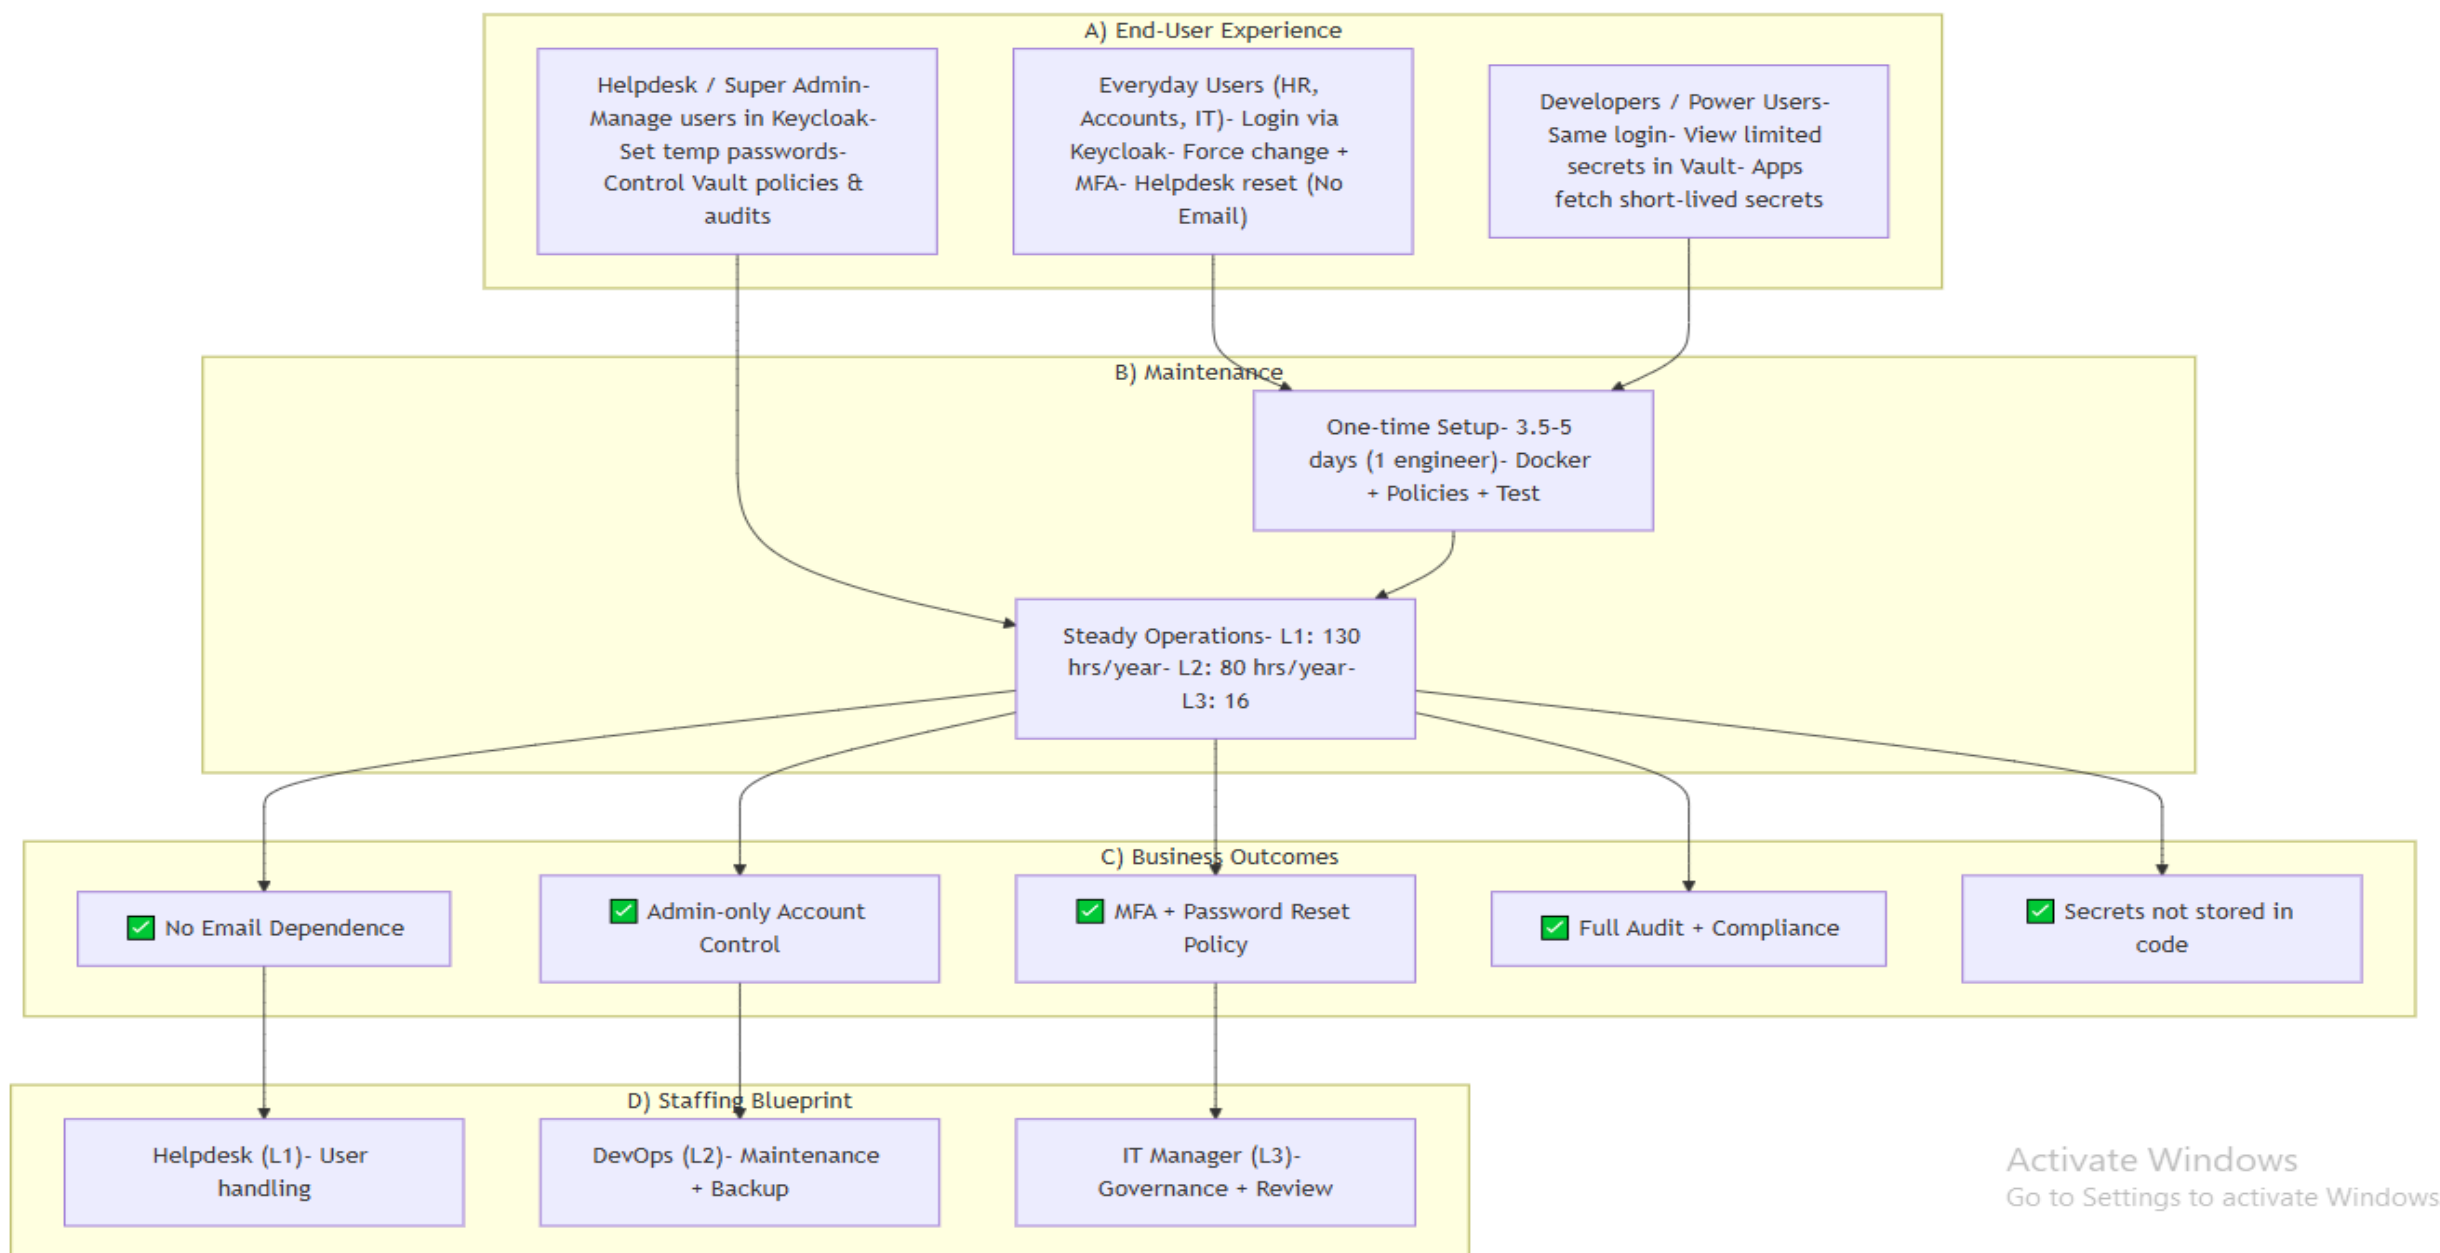 A) End-User Experience
Helpdesk / Super Admin-
Manage users in Keycloak-
Set temp passwords-
Control Vault policies &
audits
Everyday Users (HR,
Accounts, IT)- Login via
Keycloak- Force change +
MFA- Helpdesk reset (No
Email)
Developers / Power Users-
Same login- View limited
secrets in Vault- Apps
fetch short-lived secrets
B) Maintenance
One-time Setup- 3.5-5
days (1 engineer)- Docker
+ Policies + Test
Steady Operations- L1: 130
hrs/year- L2: 80 hrs/year-
L3: 16
C) Business Outcomes
✅ No Email Dependence
✅ Admin-only Account
Control
✅ MFA + Password Reset
Policy
✅ Full Audit + Compliance
✅ Secrets not stored in
code
D) Staffing Blueprint
Helpdesk (L1)- User
handling
DevOps (L2)- Maintenance
+ Backup
IT Manager (L3)-
Governance + Review
Activate Windows
Go to Settings to activate Windows